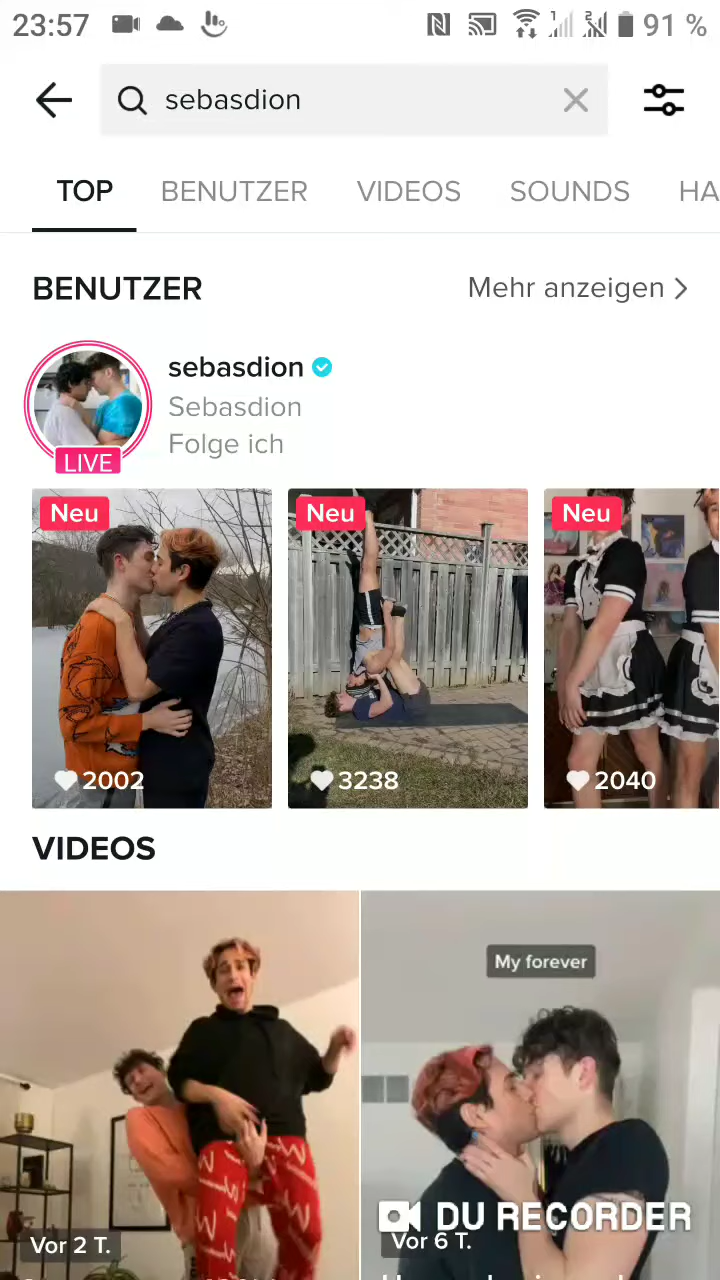 23:57
91 %
sebasdion
TOP
BENUTZER
VIDEOS
SOUNDS
HA
BENUTZER
Mehr anzeigen
sebasdion
Sebasdion
Folge ich
LIVE
Neu
Neu
Neu
2002
3238
2040
VIDEOS
My forever
DU RECORDER
Vor 2 T.
Vor 6 T.